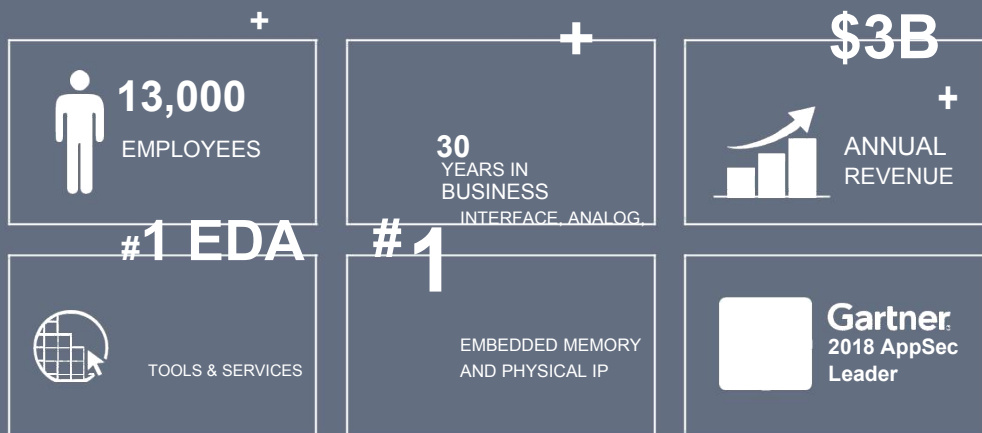 +
13,000
EMPLOYEES
+
30
YEARS IN
BUSINESS
$3B
+
ANNUAL
REVENUE
#1 EDA
TOOLS & SERVICES
#1
INTERFACE, ANALOG,
EMBEDDED MEMORY
AND PHYSICAL IP
Gartner
2018 AppSec
Leader